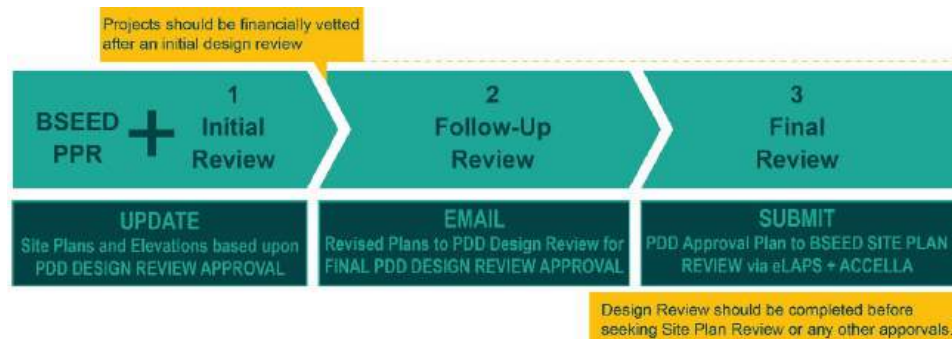 Projects should be financially vetted
after an initial design review
BSEED
PPR
+
1
Initial
Review
2
Follow-Up
Review
3
Final
Review
UPDATE
Site Plans and Elevations based upon
PDD DESIGN REVIEW APPROVAL
EMAIL
Revised Plans to PDD Design Review for
FINAL PDD DESIGN REVIEW APPROVAL
SUBMIT
PDD Approval Plan to BSEED SITE PLAN
REVIEW via eLAPS + ACCELLA
Design Review should be completed before
seeking Site Plan Review or any other apporvals.